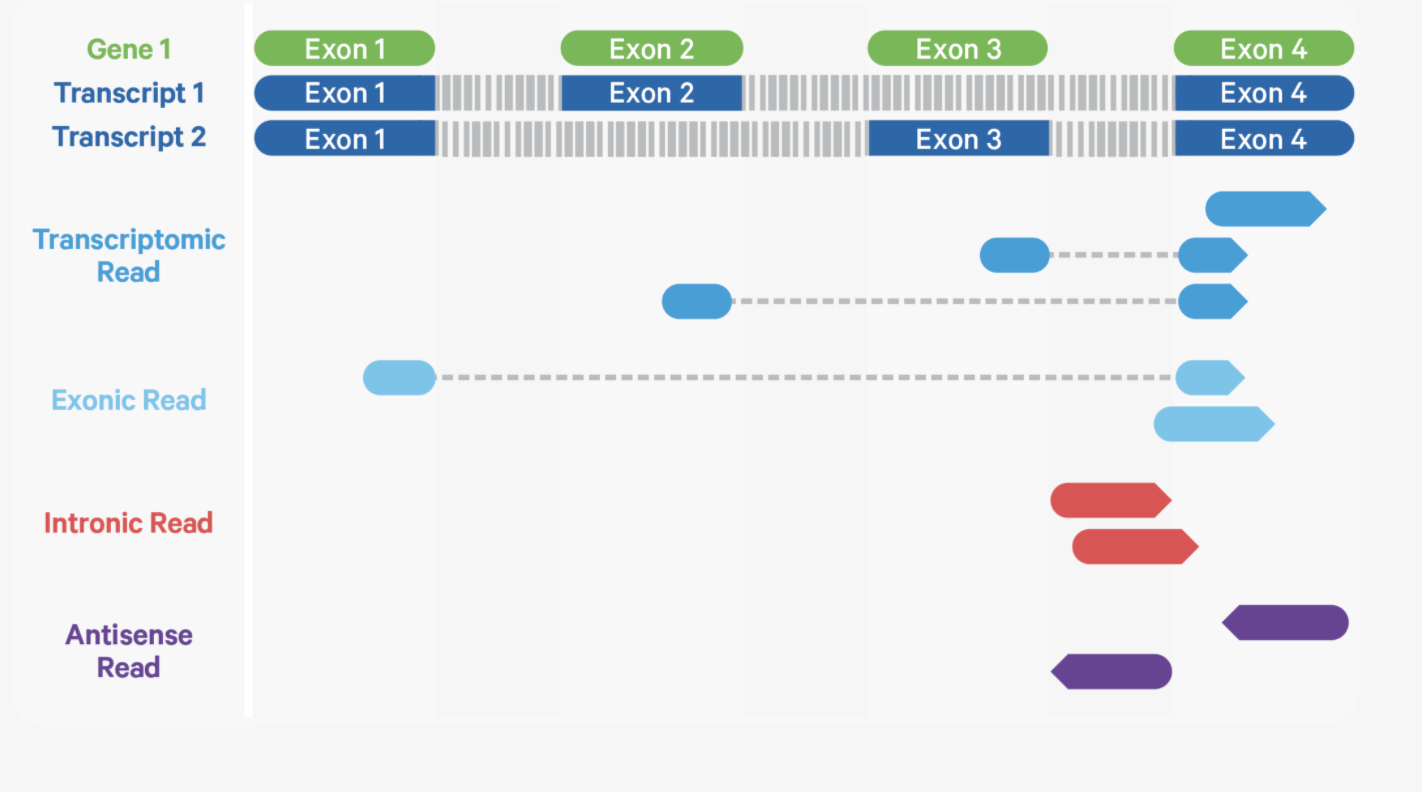 Gene 1 Exon 1 Exon 2 Exon 3 Exon 4
Transcript 1 Exon 1 Exon 2 Exon 4
Transcript 2 Exon 1 Exon 3 Exon 4
Transcriptomic
Read
Exonic Read
Intronic Read
Antisense
Read